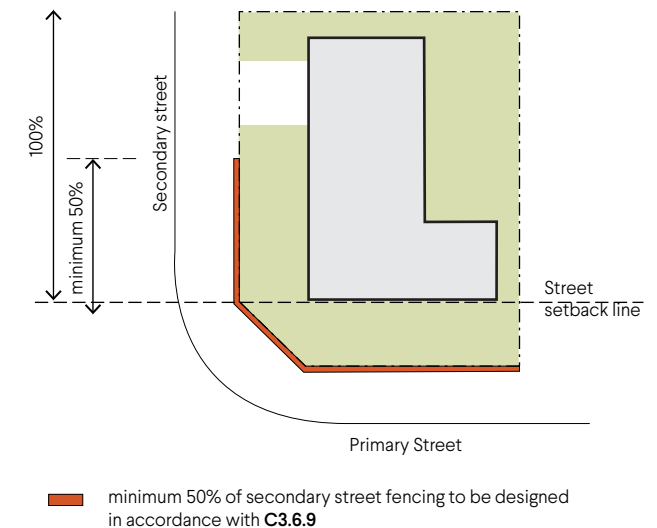 100%
minimum 50%
Secondary street
Street
setback line
Primary Street
minimum 50% of secondary street fencing to be designed
in accordance with C3.6.9